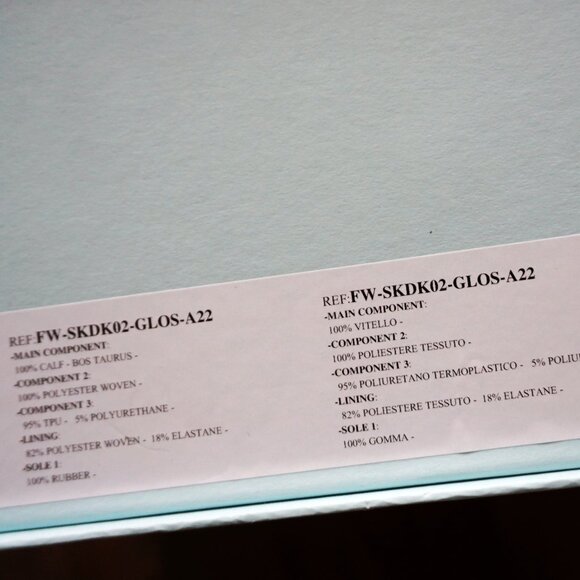 REF:FW-SKDK02-GLOS-A22
-MAIN COMPONENT:
100% CALF - BOS TAURUS -
-COMPONENT 2:
100% POLYESTER WOVEN -
-COMPONENT 3:
95% TPU - 5% POLYURETHANE -
-LINING:
82% POLYESTER WOVEN - 18% ELASTANE -
-SOLE 1:
100% RUBBER -
REF:FW-SKDK02-GLOS-A22
-MAIN COMPONENT:
100% VITELLO -
-COMPONENT 2:
100% POLIESTERE TESSUTO -
-COMPONENT 3:
95% POLIURETANO TERMOPLASTICO - 5% POLIU
-LINING:
82% POLIESTERE TESSUTO - 18% ELASTANE -
-SOLE 1:
100% GOMMA -